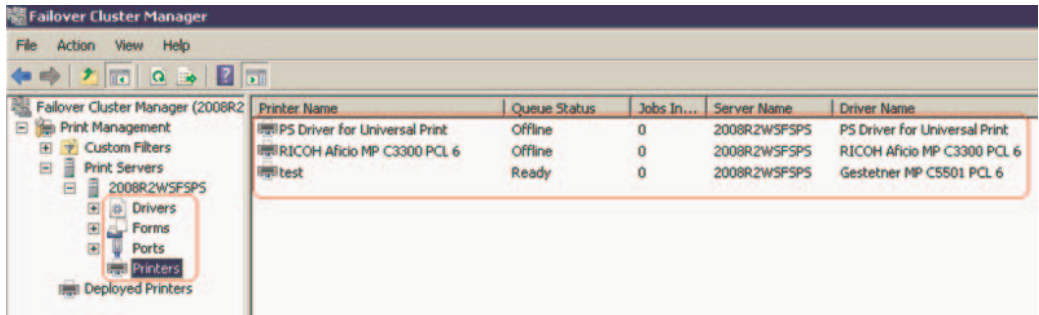 Failover Cluster Manager
File Action View Help
Failover Cluster Manager (2008R2
Print Management
Custom Filters
Print Servers
2008R2WSFSPS
Drivers
Forms
Ports
Printers
Deployed Printers
Printer Name Queue Status Jobs In... Server Name Driver Name
PS Driver for Universal Print Offline 0 2008R2WSFSPS PS Driver for Universal Print
RICOH Aficio MP C3300 PCL 6 Offline 0 2008R2WSFSPS RICOH Aficio MP C3300 PCL 6
test Ready 0 2008R2WSFSPS Gestetner MP C5501 PCL 6